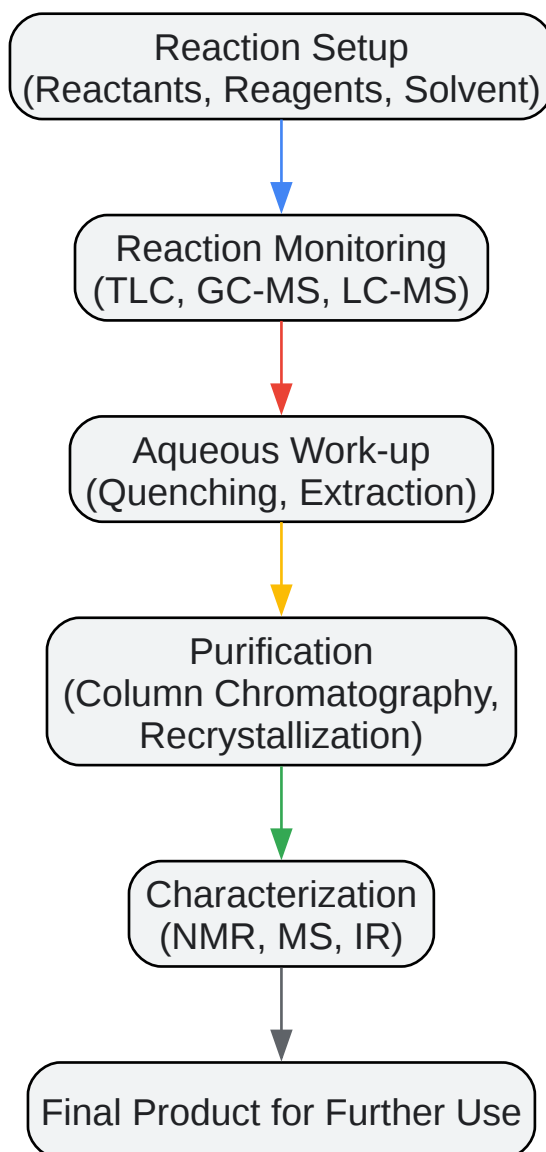 Reaction Setup
(Reactants, Reagents, Solvent)
Reaction Monitoring
(TLC, GC-MS, LC-MS)
Aqueous Work-up
(Quenching, Extraction)
Purification
(Column Chromatography,
Recrystallization)
Characterization
(NMR, MS, IR)
Final Product for Further Use